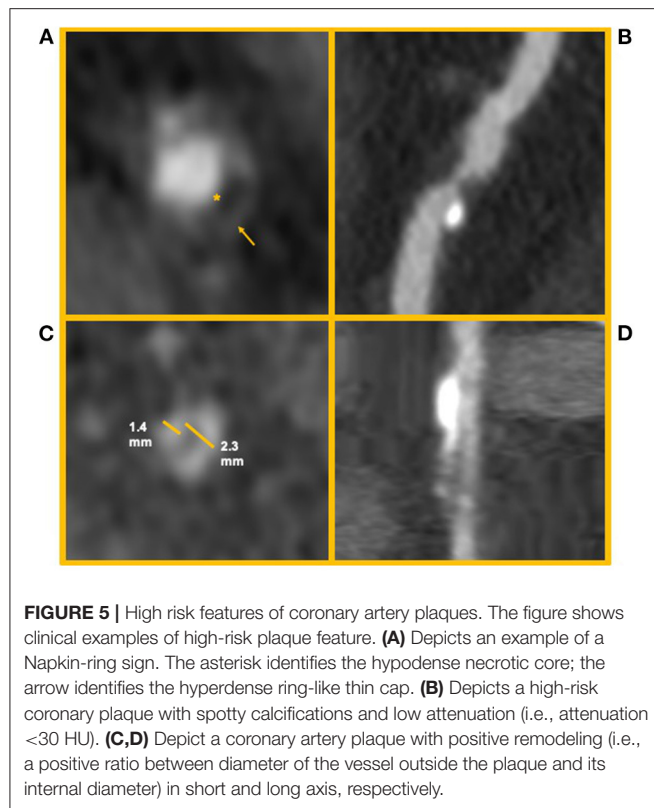 A
B
*
C
D
1.4
mm
2.3
mm
FIGURE 5 | High risk features of coronary artery plaques. The figure shows
clinical examples of high-risk plaque feature. (A) Depicts an example of a
Napkin-ring sign. The asterisk identifies the hypodense necrotic core; the
arrow identifies the hyperdense ring-like thin cap. (B) Depicts a high-risk
coronary plaque with spotty calcifications and low attenuation (i.e., attenuation
<30 HU). (C,D) Depict a coronary artery plaque with positive remodeling (i.e.,
a positive ratio between diameter of the vessel outside the plaque and its
internal diameter) in short and long axis, respectively.